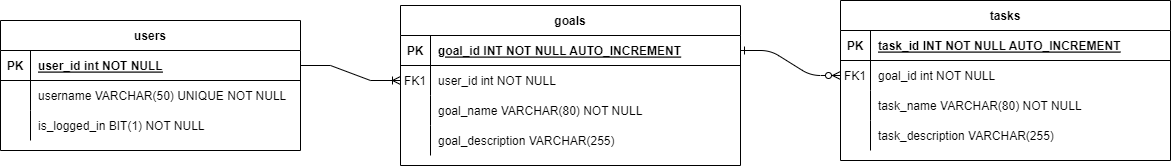 users
PK user_id int NOT NULL
username VARCHAR(50) UNIQUE NOT NULL
is_logged_in BIT(1) NOT NULL
goals
PK goal_id INT NOT NULL AUTO_INCREMENT
FK1 user_id int NOT NULL
goal_name VARCHAR(80) NOT NULL
goal_description VARCHAR(255)
tasks
PK task_id INT NOT NULL AUTO_INCREMENT
FK1 goal_id int NOT NULL
task_name VARCHAR(80) NOT NULL
task_description VARCHAR(255)